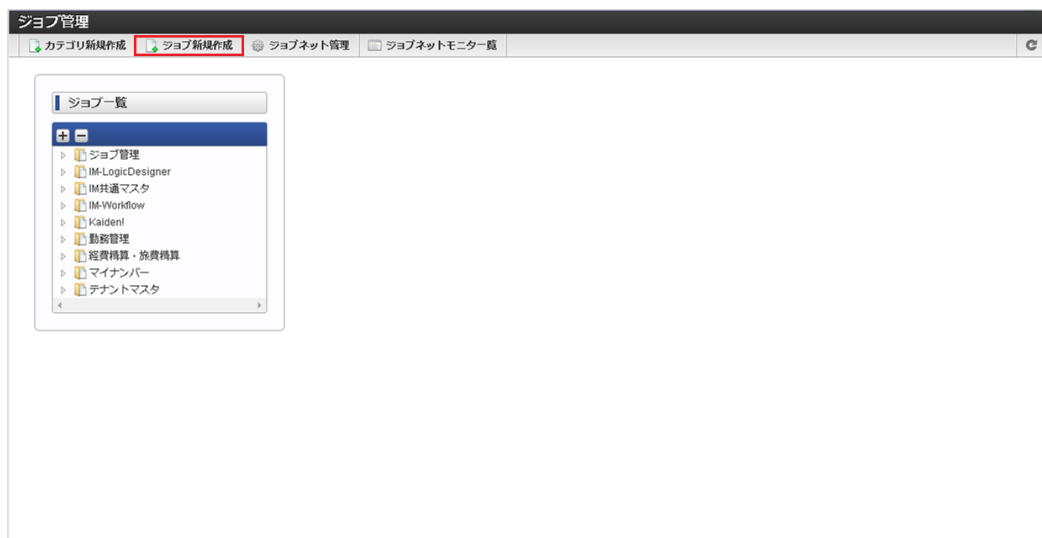 ジョブ管理
カテゴリ新規作成 ジョブ新規作成 ジョブネット管理 ジョブネットモニタ一覧
ジョブ一覧
ジョブ管理
IM-LogicDesigner
IM共通マスタ
IM-Workflow
Kaiden!
勤務管理
経費精算・旅費精算
マイナンバー
テナントマスタ